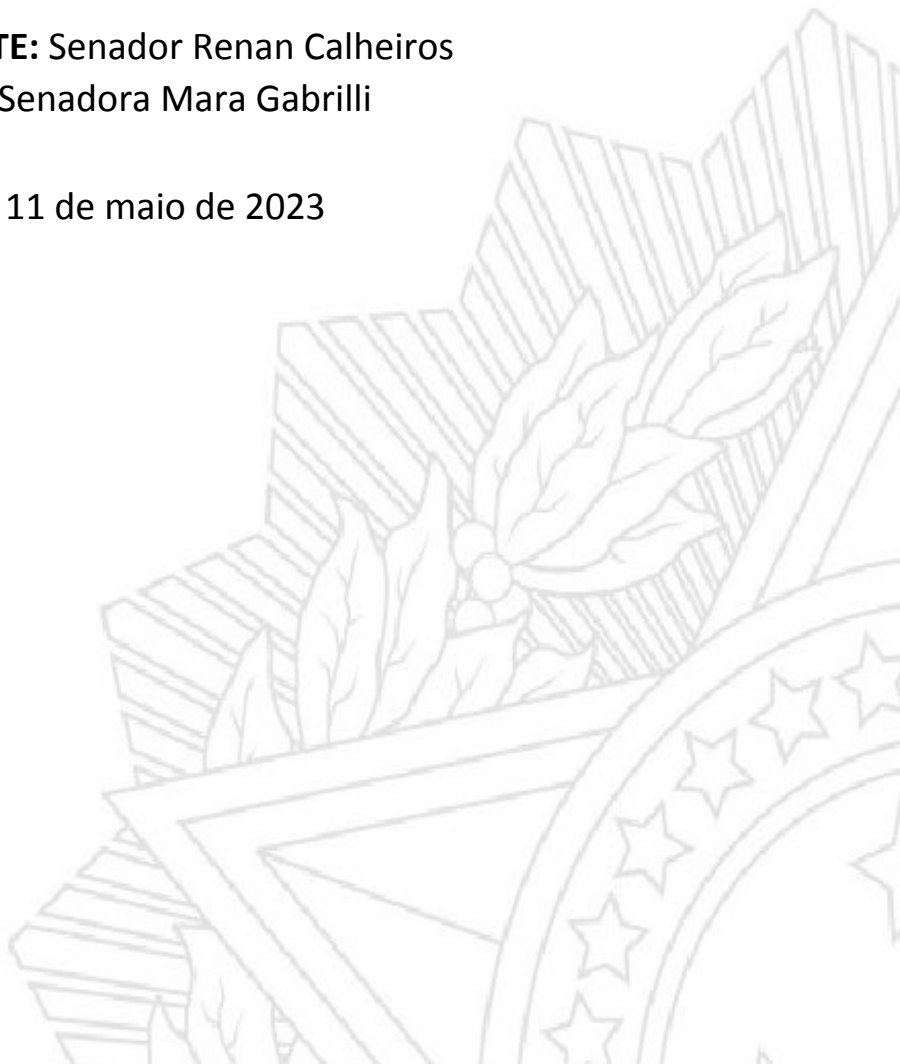 TE: Senador Renan Calheiros
Senadora Mara Gabrilli
11 de maio de 2023